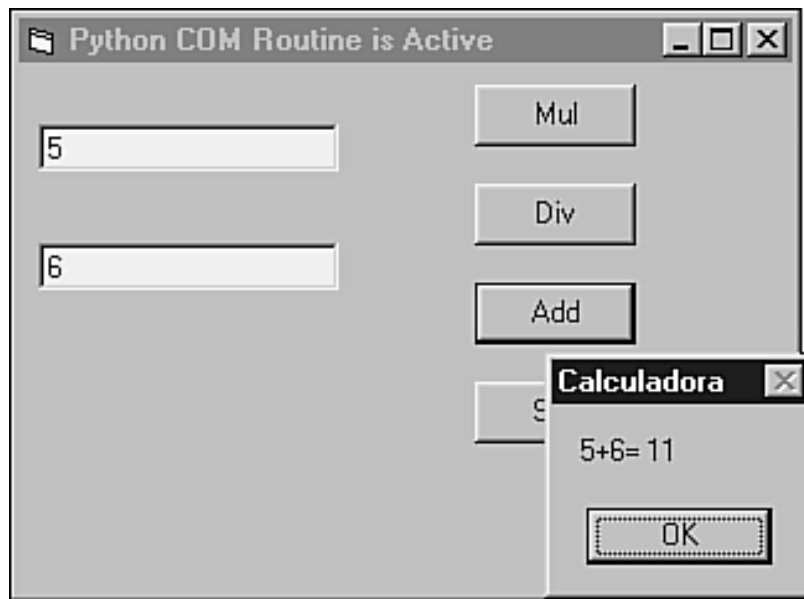 Python COM Routine is Active
Mul
5
Div
6
Add
Calculadora
5+6= 11
OK